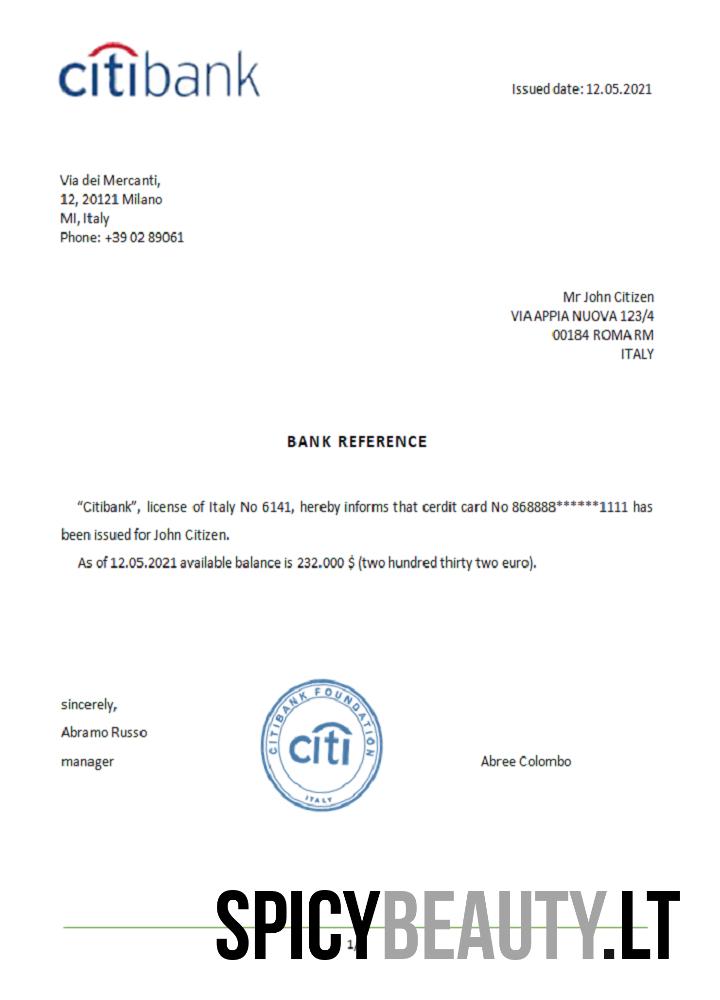 citibank
Issued date: 12.05.2021
Via dei Mercanti,
12, 20121 Milano
MI, Italy
Phone: +39 02 89061
Mr John Citizen
VIA APPIA NUOVA 123/4
00184 ROMA RM
ITALY
BANK REFERENCE
“Citibank”, license of Italy No 6141, hereby informs that cerdit card No 868888******1111 has
been issued for John Citizen.
As of 12.05.2021 available balance is 232.000 $ (two hundred thirty two euro).
sincerely,
Abramo Russo
manager
CITIBANK FOUNDATION
citi
ITALY
Abree Colombo
SPICYBEAUTY.LT